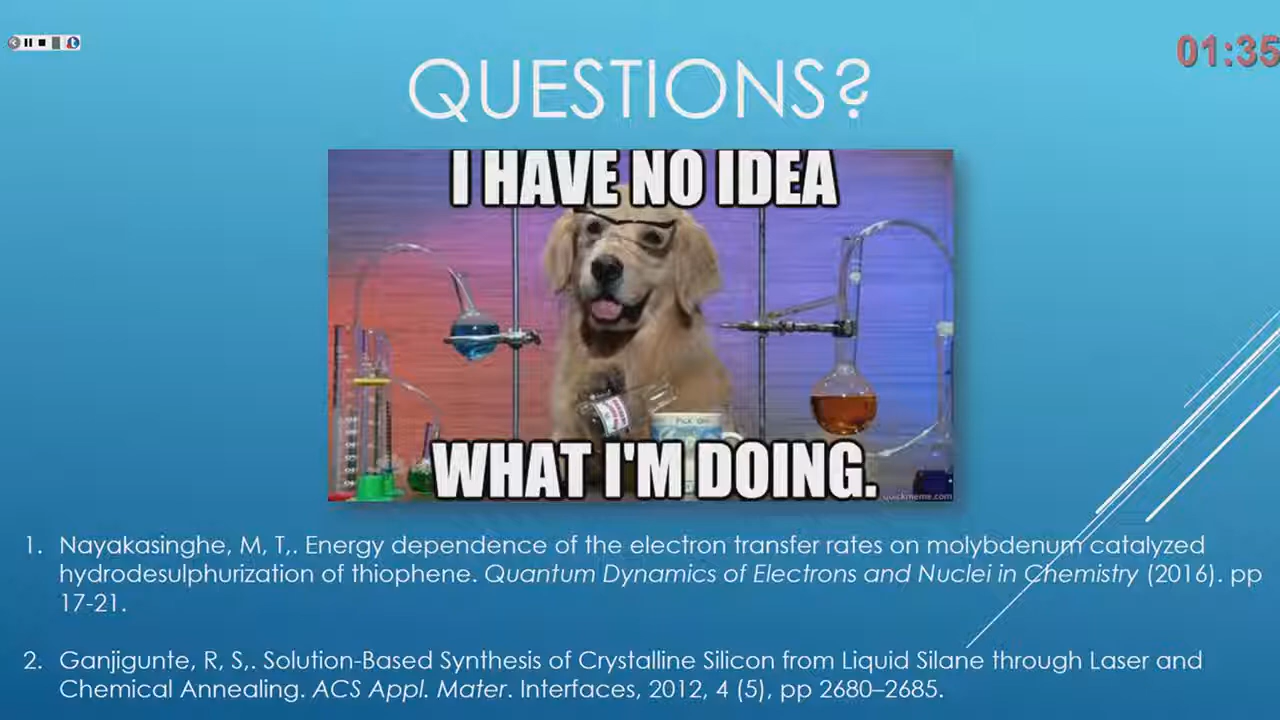 01:35
QUESTIONS?
I HAVE NO IDEA
WHAT I'M DOING.
quickmeme.com
1. Nayakasinghe, M, T,. Energy dependence of the electron transfer rates on molybdenum catalyzed
hydrodesulphurization of thiophene. Quantum Dynamics of Electrons and Nuclei in Chemistry (2016). pp
17-21.
2. Ganjigunte, R, S,. Solution-Based Synthesis of Crystalline Silicon from Liquid Silane through Laser and
Chemical Annealing. ACS Appl. Mater. Interfaces, 2012, 4 (5), pp 2680–2685.